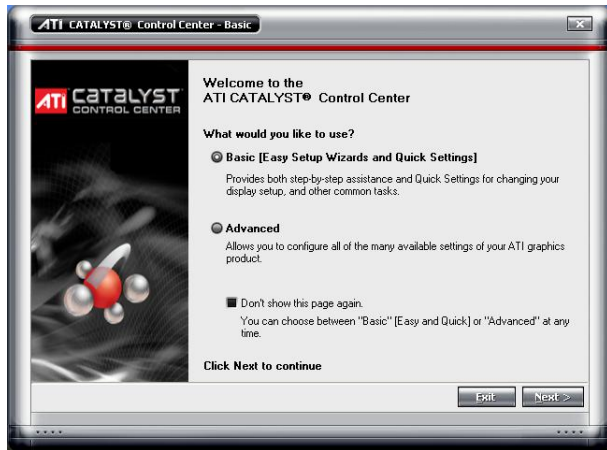 ATI CATALYST® Control Center - Basic
ATI CATALYST
CONTROL CENTER
Welcome to the
ATI CATALYST® Control Center
What would you like to use?
Basic [Easy Setup Wizards and Quick Settings]
Provides both step-by-step assistance and Quick Settings for changing your
display setup, and other common tasks.
Advanced
Allows you to configure all of the many available settings of your ATI graphics
product.
Don't show this page again.
You can choose between "Basic" [Easy and Quick] or "Advanced" at any
time.
Click Next to continue
Exit
Next >